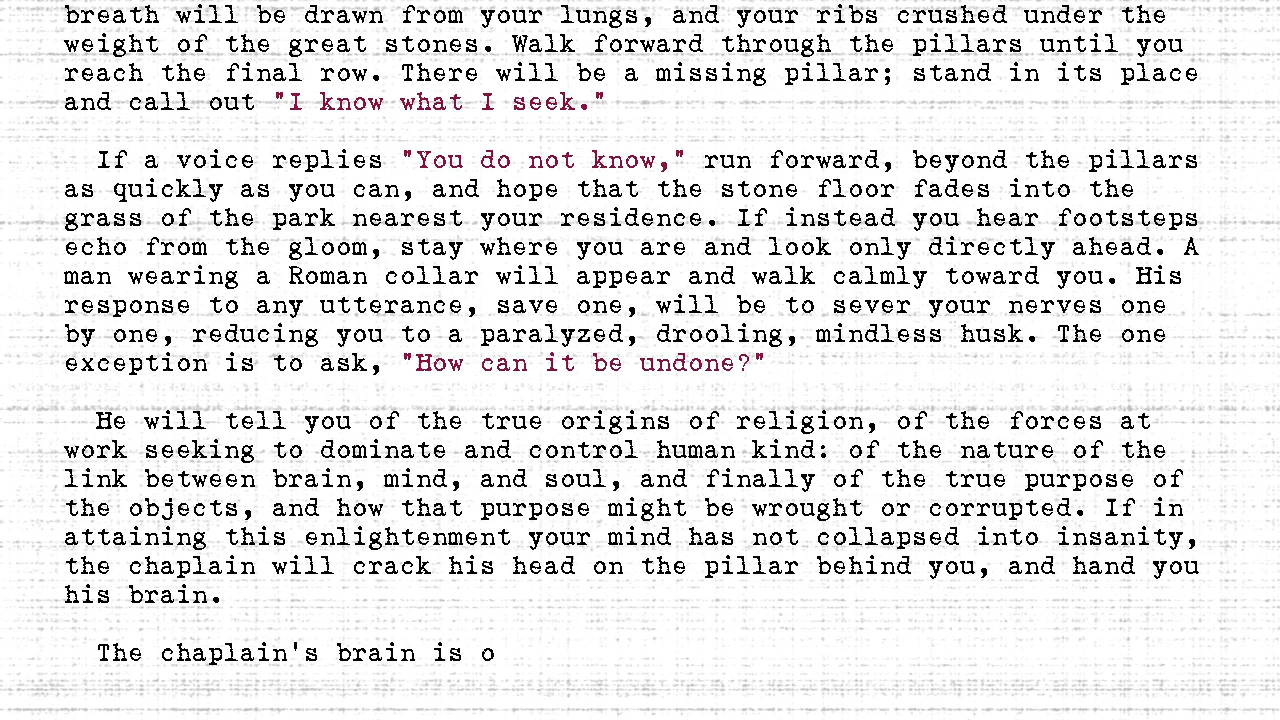 breath will be drawn from your lungs, and your ribs crushed under the
weight of the great stones. Walk forward through the pillars until you
reach the final row. There will be a missing pillar; stand in its place
and call out "I know what I seek."
If a voice replies "You do not know," run forward, beyond the pillars
as quickly as you can, and hope that the stone floor fades into the
grass of the park nearest your residence. If instead you hear footsteps
echo from the gloom, stay where you are and look only directly ahead. A
man wearing a Roman collar will appear and walk calmly toward you. His
response to any utterance, save one, will be to sever your nerves one
by one, reducing you to a paralyzed, drooling, mindless husk. The one
exception is to ask, "How can it be undone?"
He will tell you of the true origins of religion, of the forces at
work seeking to dominate and control human kind: of the nature of the
link between brain, mind, and soul, and finally of the true purpose of
the objects, and how that purpose might be wrought or corrupted. If in
attaining this enlightenment your mind has not collapsed into insanity,
the chaplain will crack his head on the pillar behind you, and hand you
his brain.
The chaplain's brain is o